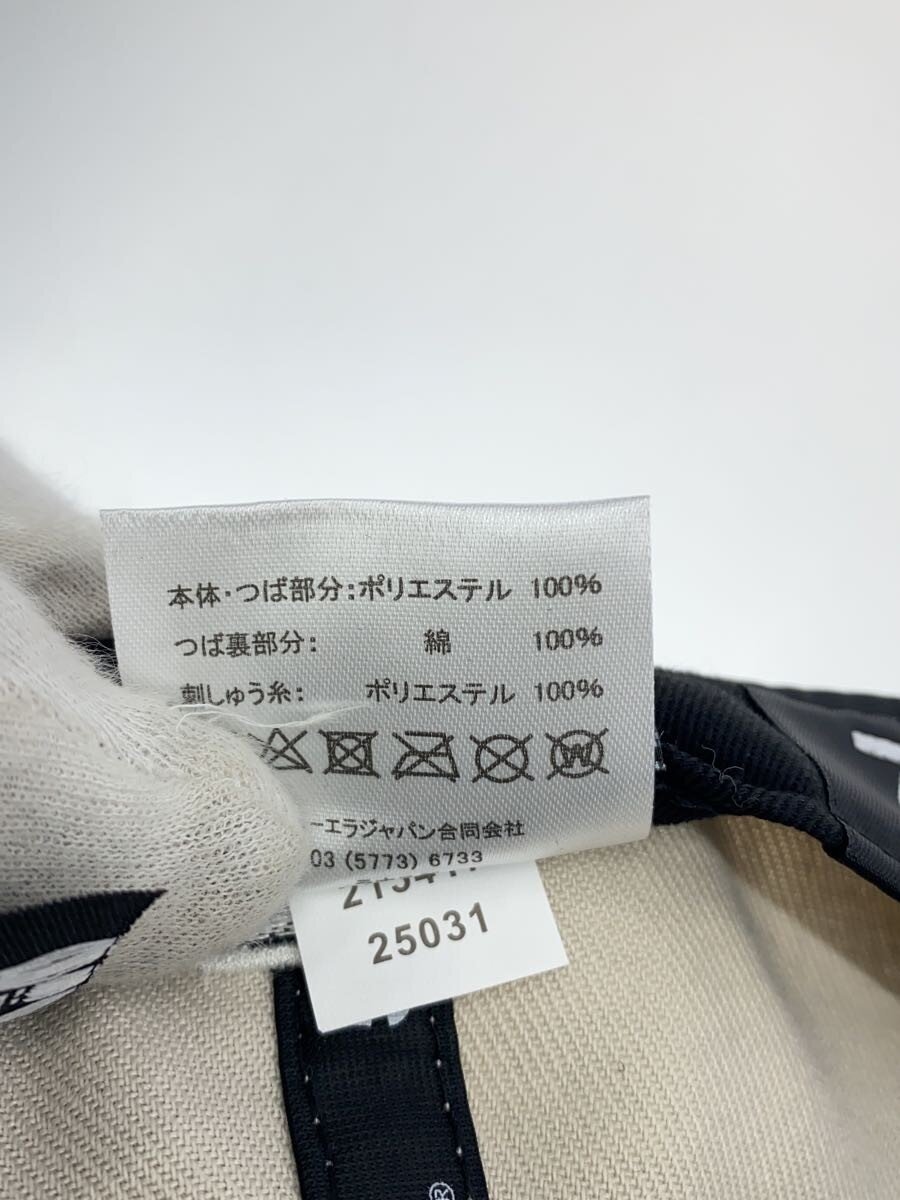 本体・つば部分:ポリエステル 100%
つば裏部分: 綿 100%
刺しゅう糸: ポリエステル 100%
ーエラジャパン合同会社
03 (5773) 6733
25031
®